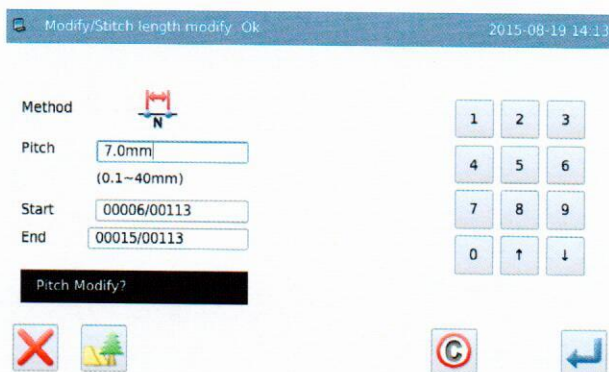 Modify/Stitch length modify Ok 2015-08-19 14:13
Method N
Pitch 7.0mm
(0.1~40mm)
Start 00006/00113
End 00015/00113
Pitch Modify?
1 2 3
4 5 6
7 8 9
0 ↑ ↓
C